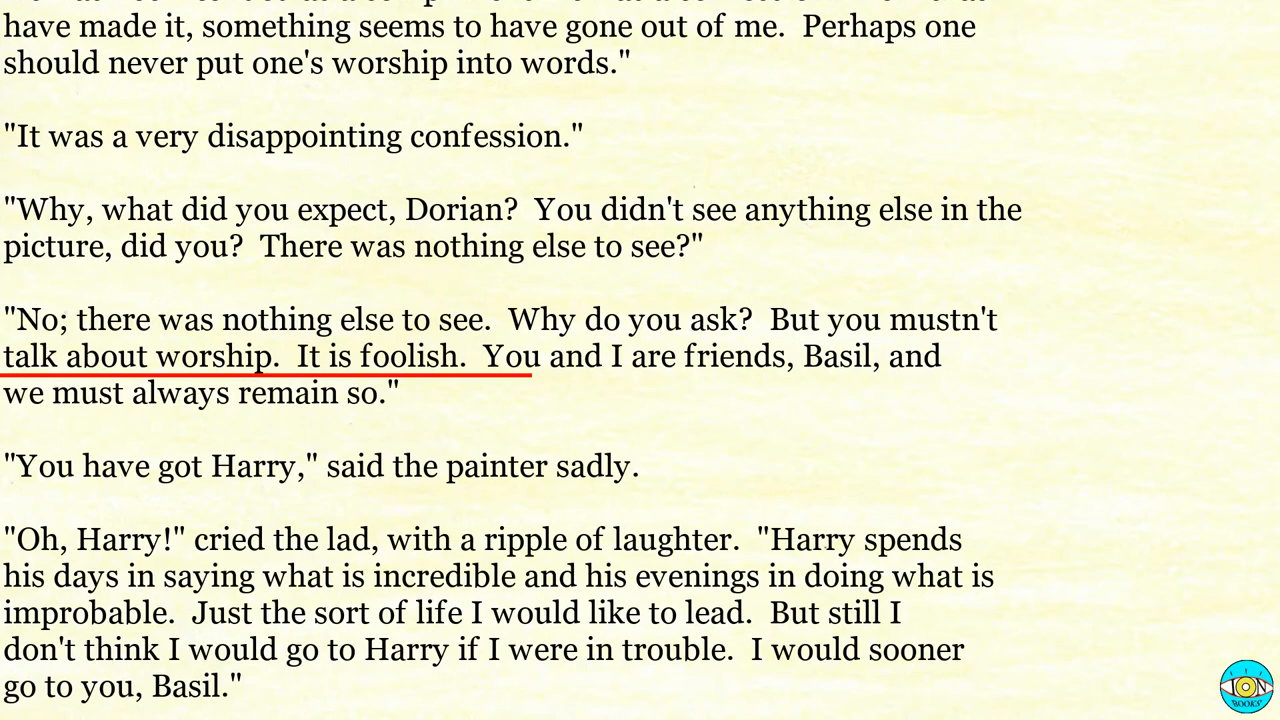 have made it, something seems to have gone out of me.  Perhaps one
should never put one's worship into words."
"It was a very disappointing confession."
"Why, what did you expect, Dorian?  You didn't see anything else in the
picture, did you?  There was nothing else to see?"
"No; there was nothing else to see.  Why do you ask?  But you mustn't
talk about worship.  It is foolish.  You and I are friends, Basil, and
we must always remain so."
"You have got Harry," said the painter sadly.
"Oh, Harry!" cried the lad, with a ripple of laughter.  "Harry spends
his days in saying what is incredible and his evenings in doing what is
improbable.  Just the sort of life I would like to lead.  But still I
don't think I would go to Harry if I were in trouble.  I would sooner
go to you, Basil."
ION
BOOKS